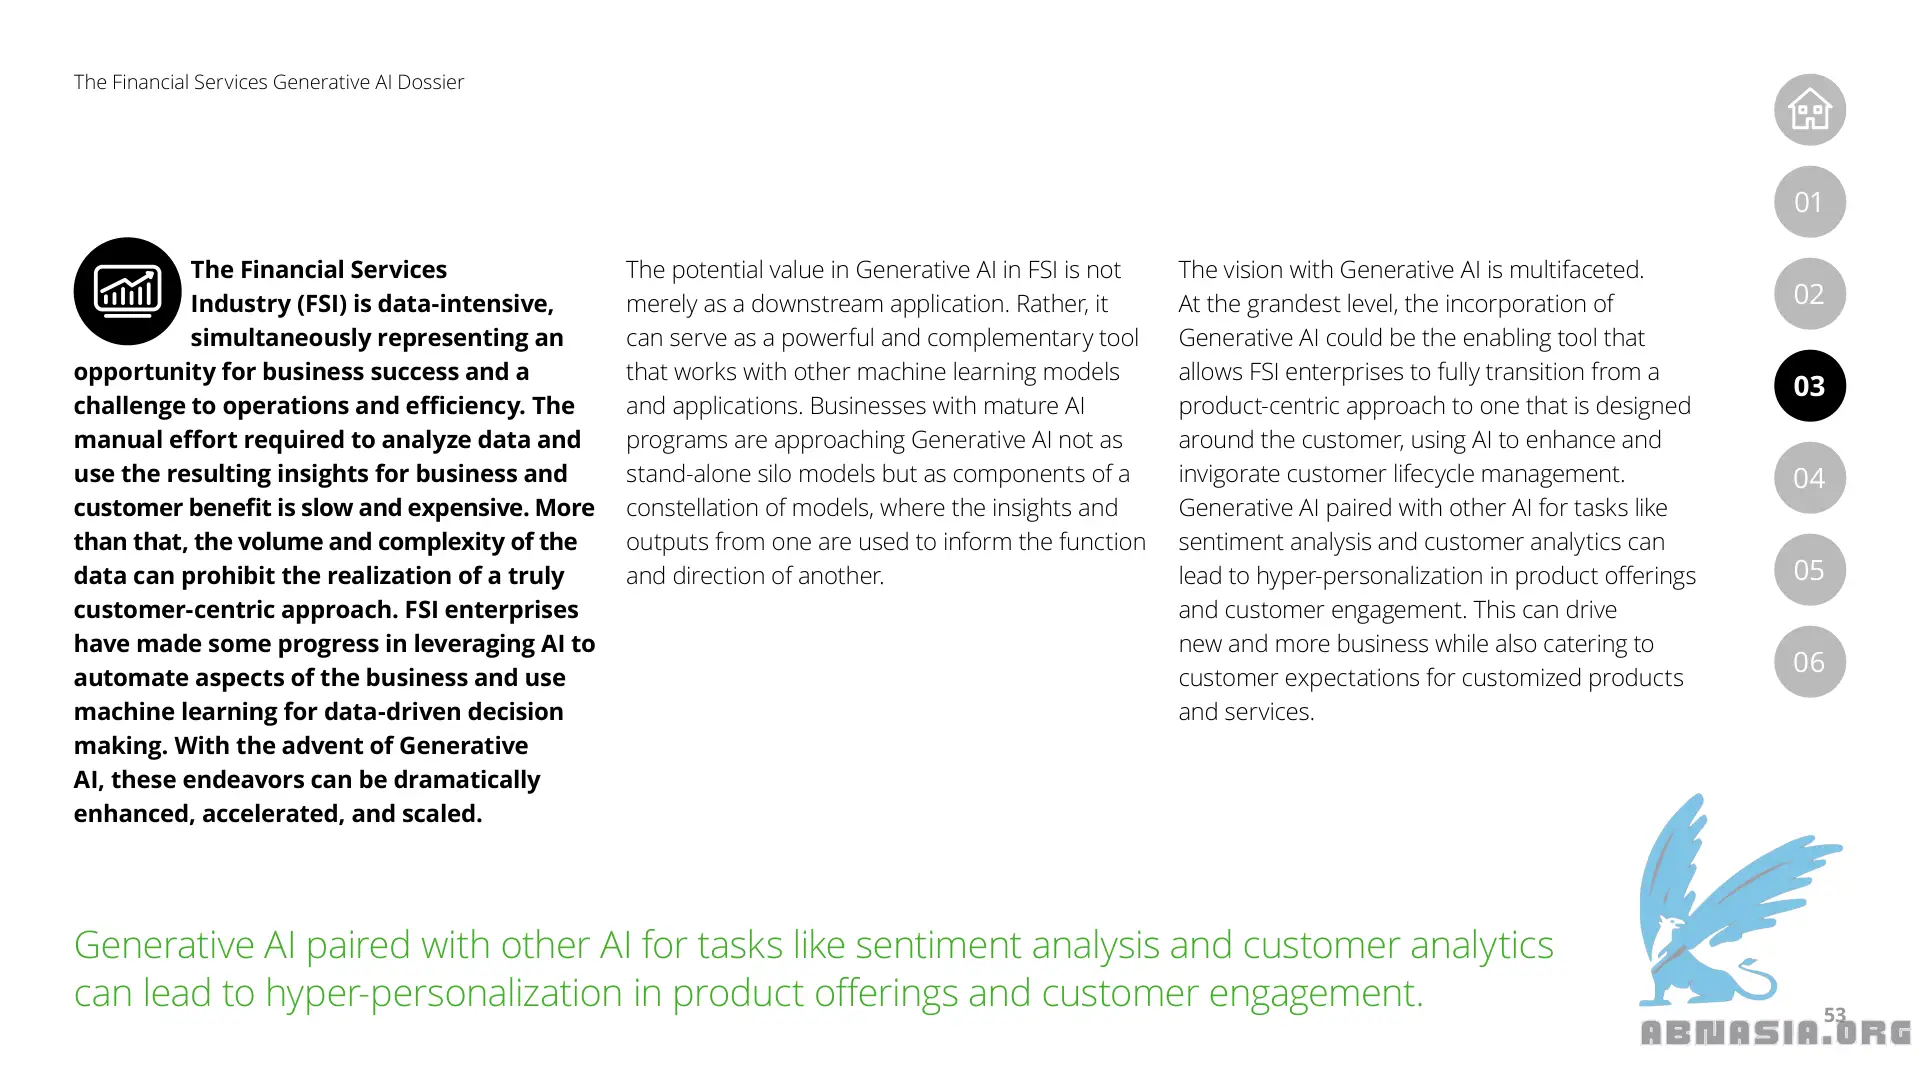 The Financial Services Generative AI Dossier
The Financial Services
Industry (FSI) is data-intensive,
simultaneously representing an
opportunity for business success and a
challenge to operations and efficiency. The
manual effort required to analyze data and
use the resulting insights for business and
customer benefit is slow and expensive. More
than that, the volume and complexity of the
data can prohibit the realization of a truly
customer-centric approach. FSI enterprises
have made some progress in leveraging AI to
automate aspects of the business and use
machine learning for data-driven decision
making. With the advent of Generative
AI, these endeavors can be dramatically
enhanced, accelerated, and scaled.
The potential value in Generative AI in FSI is not
merely as a downstream application. Rather, it
can serve as a powerful and complementary tool
that works with other machine learning models
and applications. Businesses with mature AI
programs are approaching Generative AI not as
stand-alone silo models but as components of a
constellation of models, where the insights and
outputs from one are used to inform the function
and direction of another.
The vision with Generative AI is multifaceted.
At the grandest level, the incorporation of
Generative AI could be the enabling tool that
allows FSI enterprises to fully transition from a
product-centric approach to one that is designed
around the customer, using AI to enhance and
invigorate customer lifecycle management.
Generative AI paired with other AI for tasks like
sentiment analysis and customer analytics can
lead to hyper-personalization in product offerings
and customer engagement. This can drive
new and more business while also catering to
customer expectations for customized products
and services.
01
02
03
04
05
06
Generative AI paired with other AI for tasks like sentiment analysis and customer analytics
can lead to hyper-personalization in product offerings and customer engagement.
53
ABNASIA.ORG